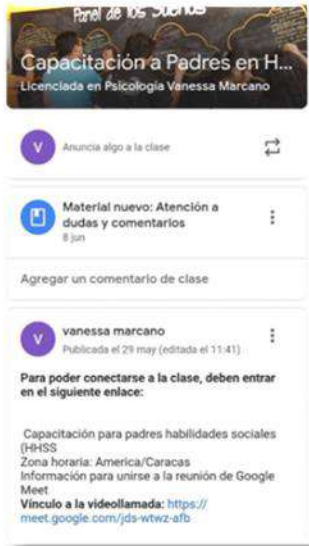 Panel de los Sueños
Capacitación a Padres en H...
Licenciada en Psicología Vanessa Marcano
V
Anuncia algo a la clase
Material nuevo: Atención a
dudas y comentarios
8 jun
Agregar un comentario de clase
V
vanessa marcano
Publicada el 29 may (editada el 11:41)
Para poder conectarse a la clase, deben entrar
en el siguiente enlace:
Capacitación para padres habilidades sociales
(HHSS
Zona horaria: America/Caracas
Información para unirse a la reunión de Google
Meet
Vínculo a la videollamada: https://
meet.google.com/jds-wtwz-afb